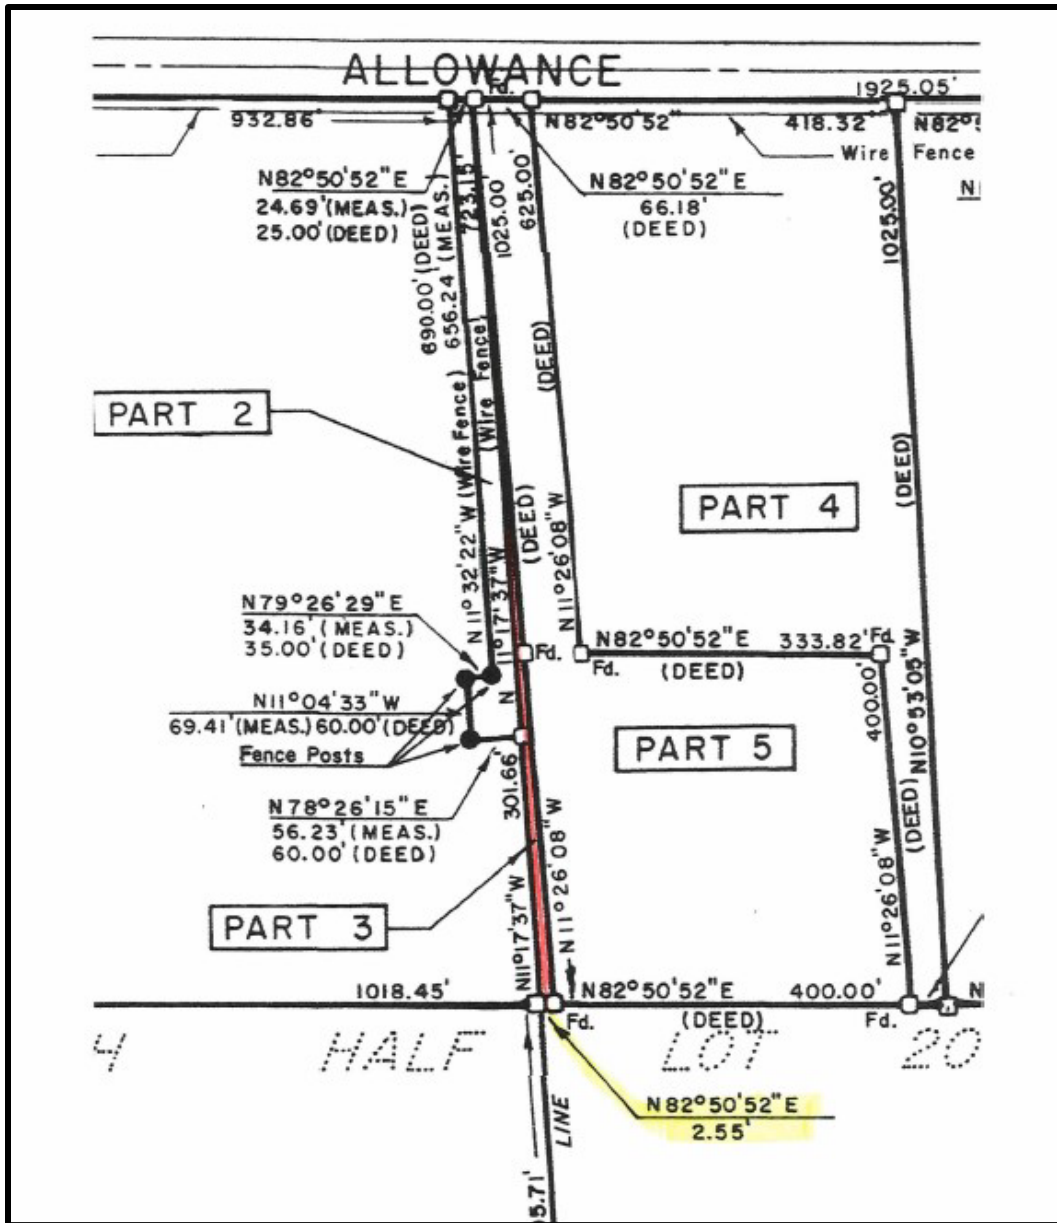 ALLOWANCE
Fd.
1925.05'
932.86'
N82°50'52"
418.32'
Wire Fence
N82°50'52"E
24.69'(MEAS.)
25.00'(DEED)
N82°50'52"E
66.18'
(DEED)
690.00'(DEED)
656.24'(MEAS.)
723.15'
1025.00'
625.00'
1025.00'
(Wire Fence)
(DEED)
(DEED)
(DEED)
PART 2
PART 4
N11°32'22"W (Wire Fence)
N 11°17'37"W
N11°26'08"W
N79°26'29"E
34.16'(MEAS.)
35.00'(DEED)
Fd.
N82°50'52"E
333.82'
Fd.
Fd.
(DEED)
N11°04'33"W
69.41'(MEAS.)60.00'(DEED)
Fence Posts
400.00'
N10°53'05"W
PART 5
301.66'
N78°26'15"E
56.23'(MEAS.)
60.00'(DEED)
(DEED)
PART 3
N11°17'37"W
N11°26'08"W
N11°26'08"W
1018.45'
N82°50'52"E
400.00'
Fd.
(DEED)
Fd.
4 HALF LOT 20
N82°50'52"E
2.55'
LINE
05.71'